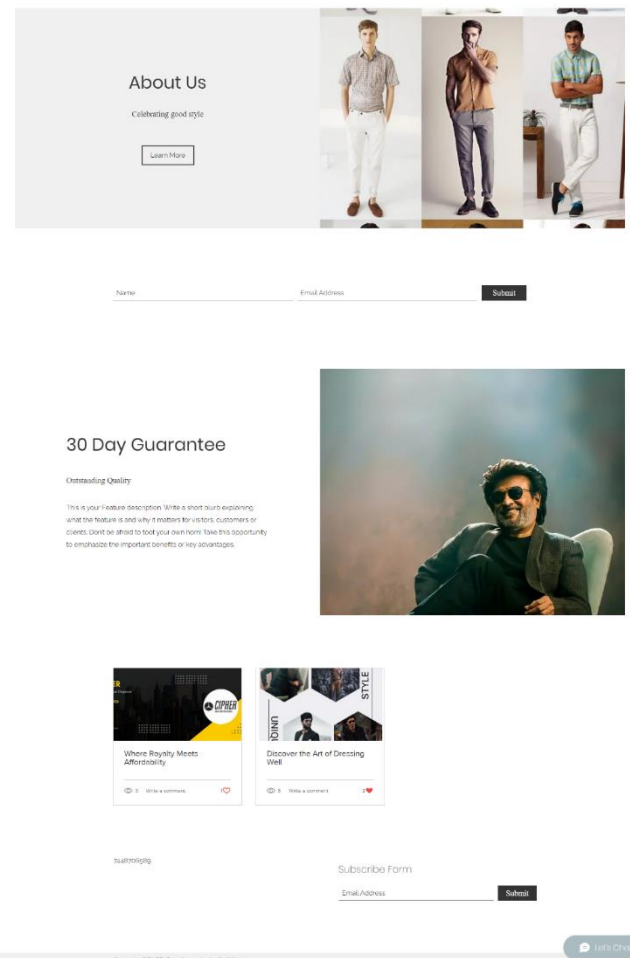 About Us
Celebrating good style
Learn More
Name
Email Address
Submit
30 Day Guarantee
Outstanding Quality
This is your Feature description. Write a short blurb explaining
what the feature is and why it matters for visitors, customers or
clients. Don't be afraid to toot your own horn! Take this opportunity
to emphasize the important benefits or key advantages.
CIPHER
STYLE
Where Royalty Meets
Affordability
Write a comment
1
Discover the Art of Dressing
Well
Write a comment
2
Subscribe Form
Email Address
Submit
Let's Cha